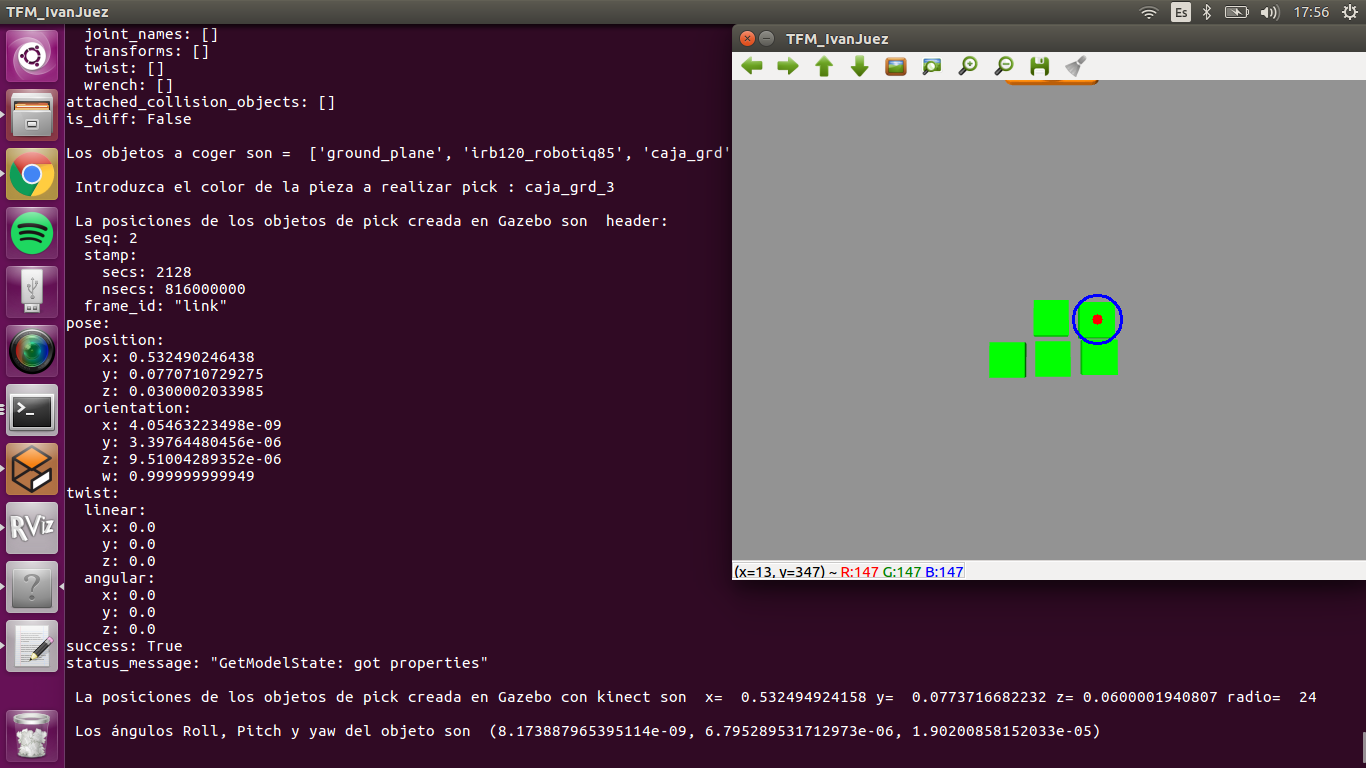 TFM_IvanJuez
Es
17:56
joint_names: []
transforms: []
twist: []
wrench: []
attached_collision_objects: []
is_diff: False
Los objetos a coger son =  ['ground_plane', 'irb120_robotiq85', 'caja_grd'
Introduzca el color de la pieza a realizar pick : caja_grd_3
La posiciones de los objetos de pick creada en Gazebo son  header:
seq: 2
stamp:
secs: 2128
nsecs: 816000000
frame_id: "link"
pose:
position:
x: 0.532490246438
y: 0.0770710729275
z: 0.0300002033985
orientation:
x: 4.05463223498e-09
y: 3.39764480456e-06
z: 9.51004289352e-06
w: 0.999999999949
twist:
linear:
x: 0.0
y: 0.0
z: 0.0
angular:
x: 0.0
y: 0.0
z: 0.0
success: True
status_message: "GetModelState: got properties"
La posiciones de los objetos de pick creada en Gazebo con kinect son  x=  0.532494924158 y=  0.0773716682232 z= 0.0600001940807 radio=  24
Los ángulos Roll, Pitch y yaw del objeto son  (8.173887965395114e-09, 6.795289531712973e-06, 1.90200858152033e-05)
TFM_IvanJuez
(x=13, y=347) ~ R:147 G:147 B:147
RViz